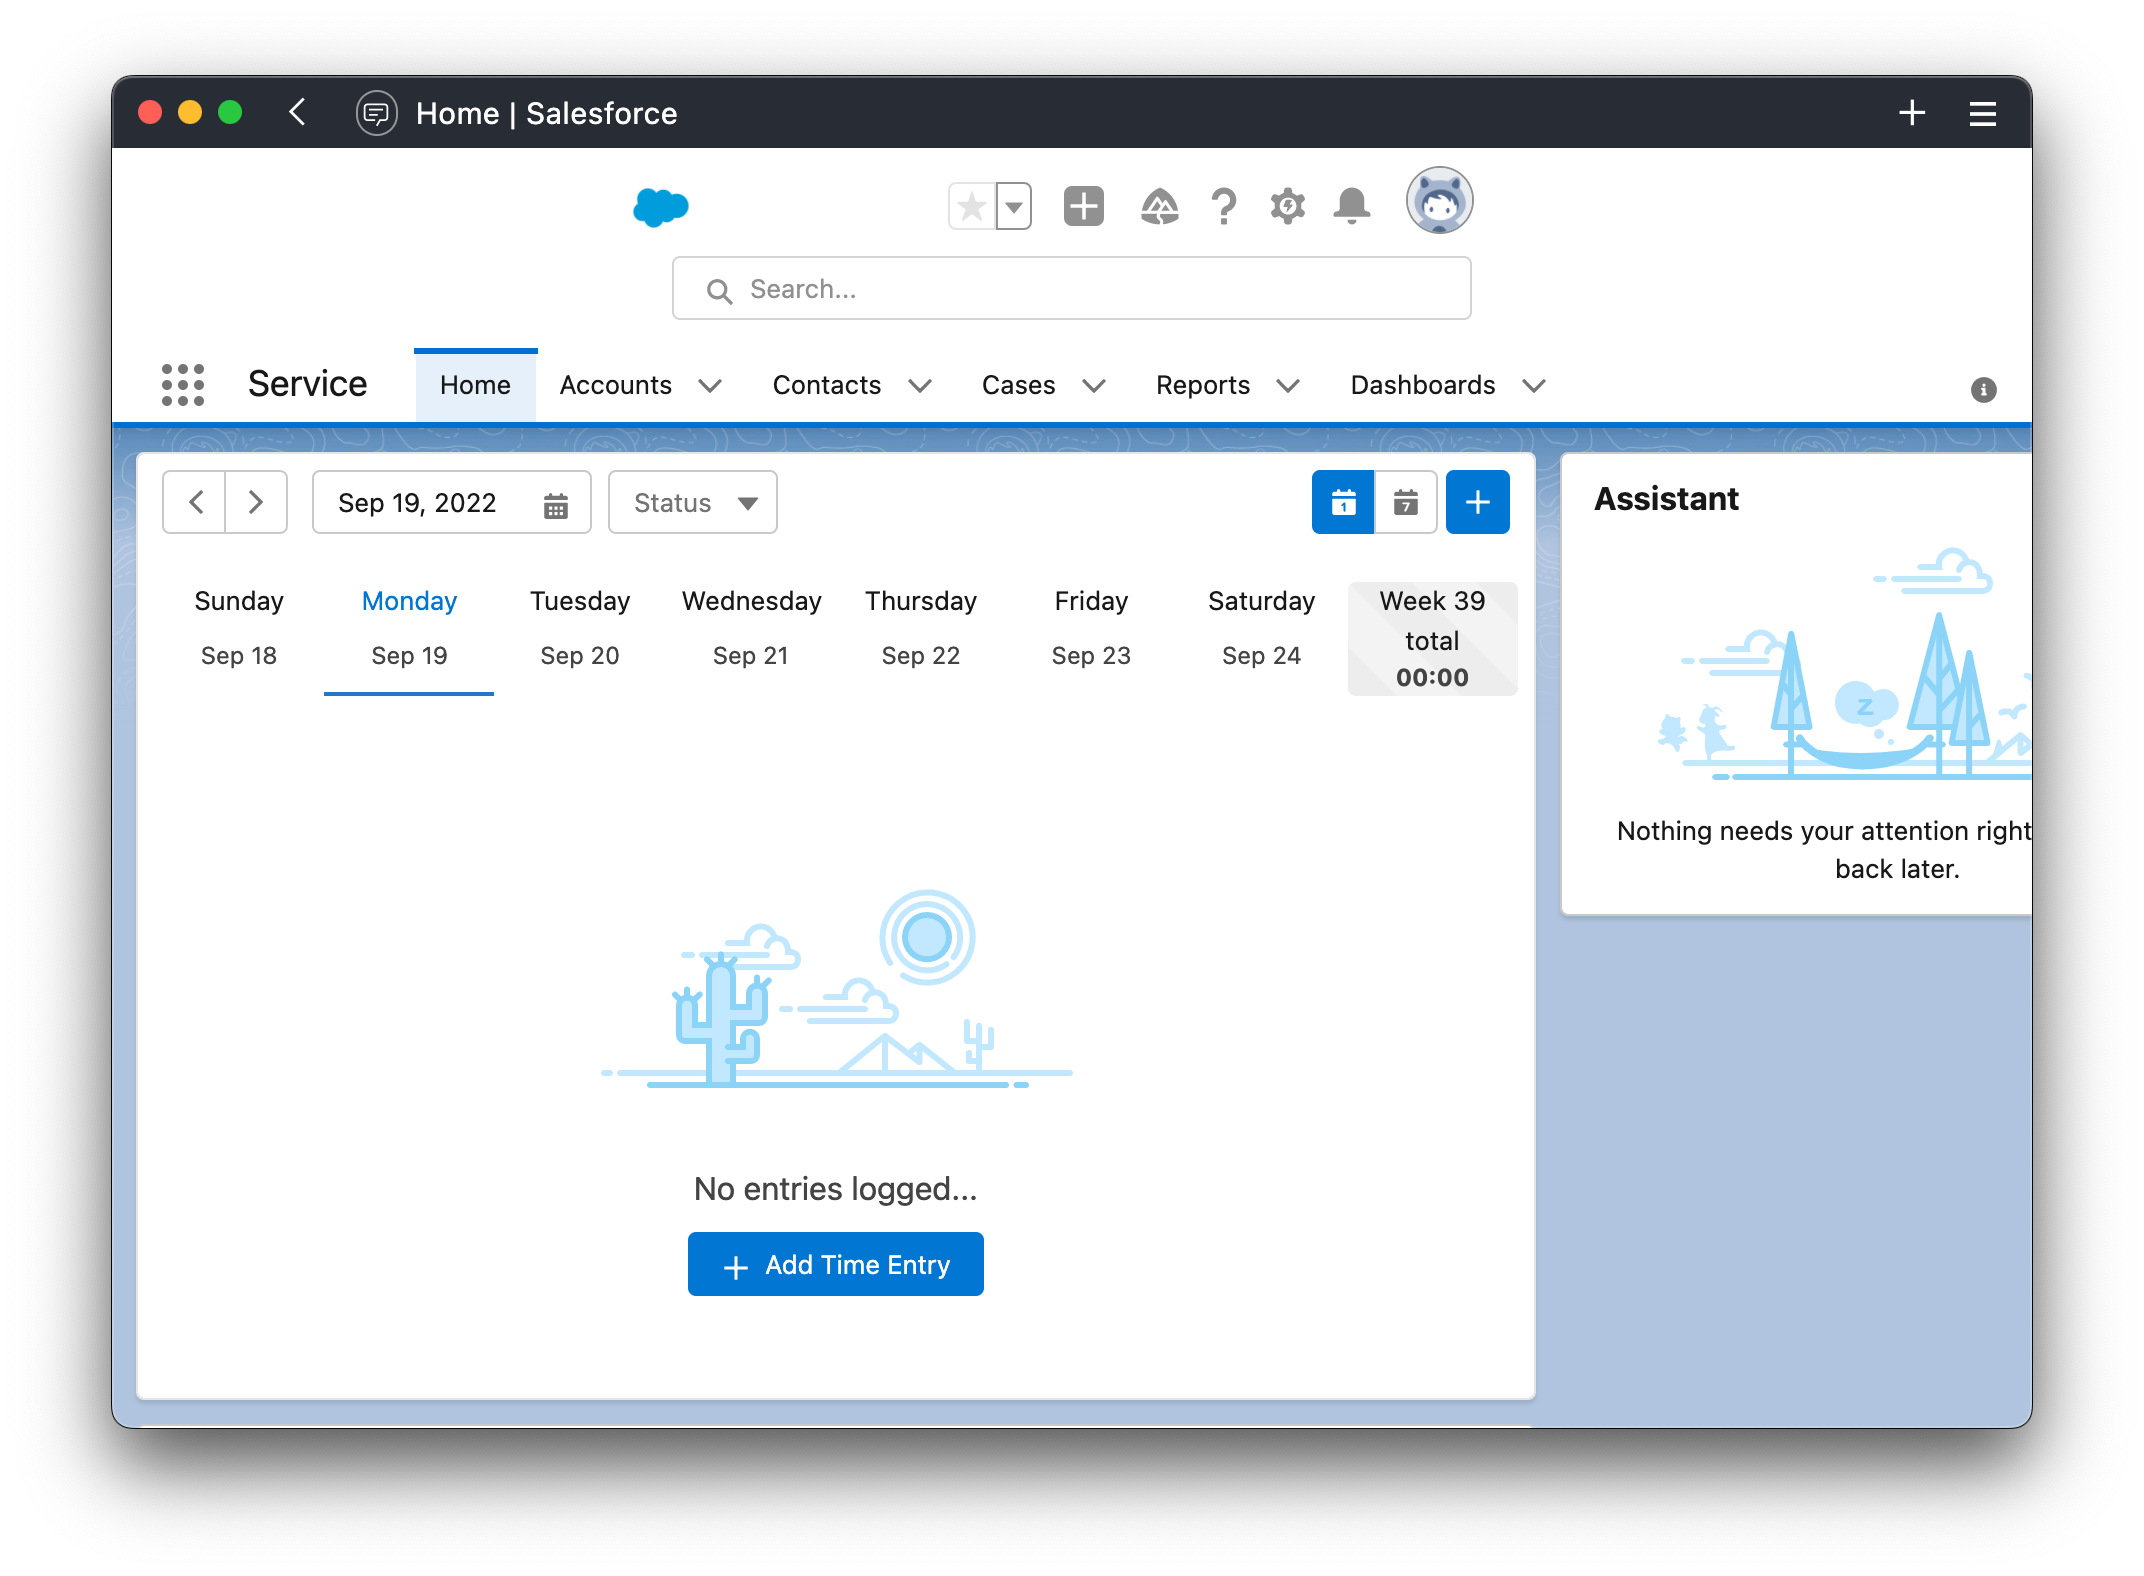 Home | Salesforce
Search...
Service
Home
Accounts
Contacts
Cases
Reports
Dashboards
Sep 19, 2022
Status
1
7
Sunday
Sep 18
Monday
Sep 19
Tuesday
Sep 20
Wednesday
Sep 21
Thursday
Sep 22
Friday
Sep 23
Saturday
Sep 24
Week 39
total
00:00
No entries logged...
Add Time Entry
Assistant
z
Nothing needs your attention right
back later.